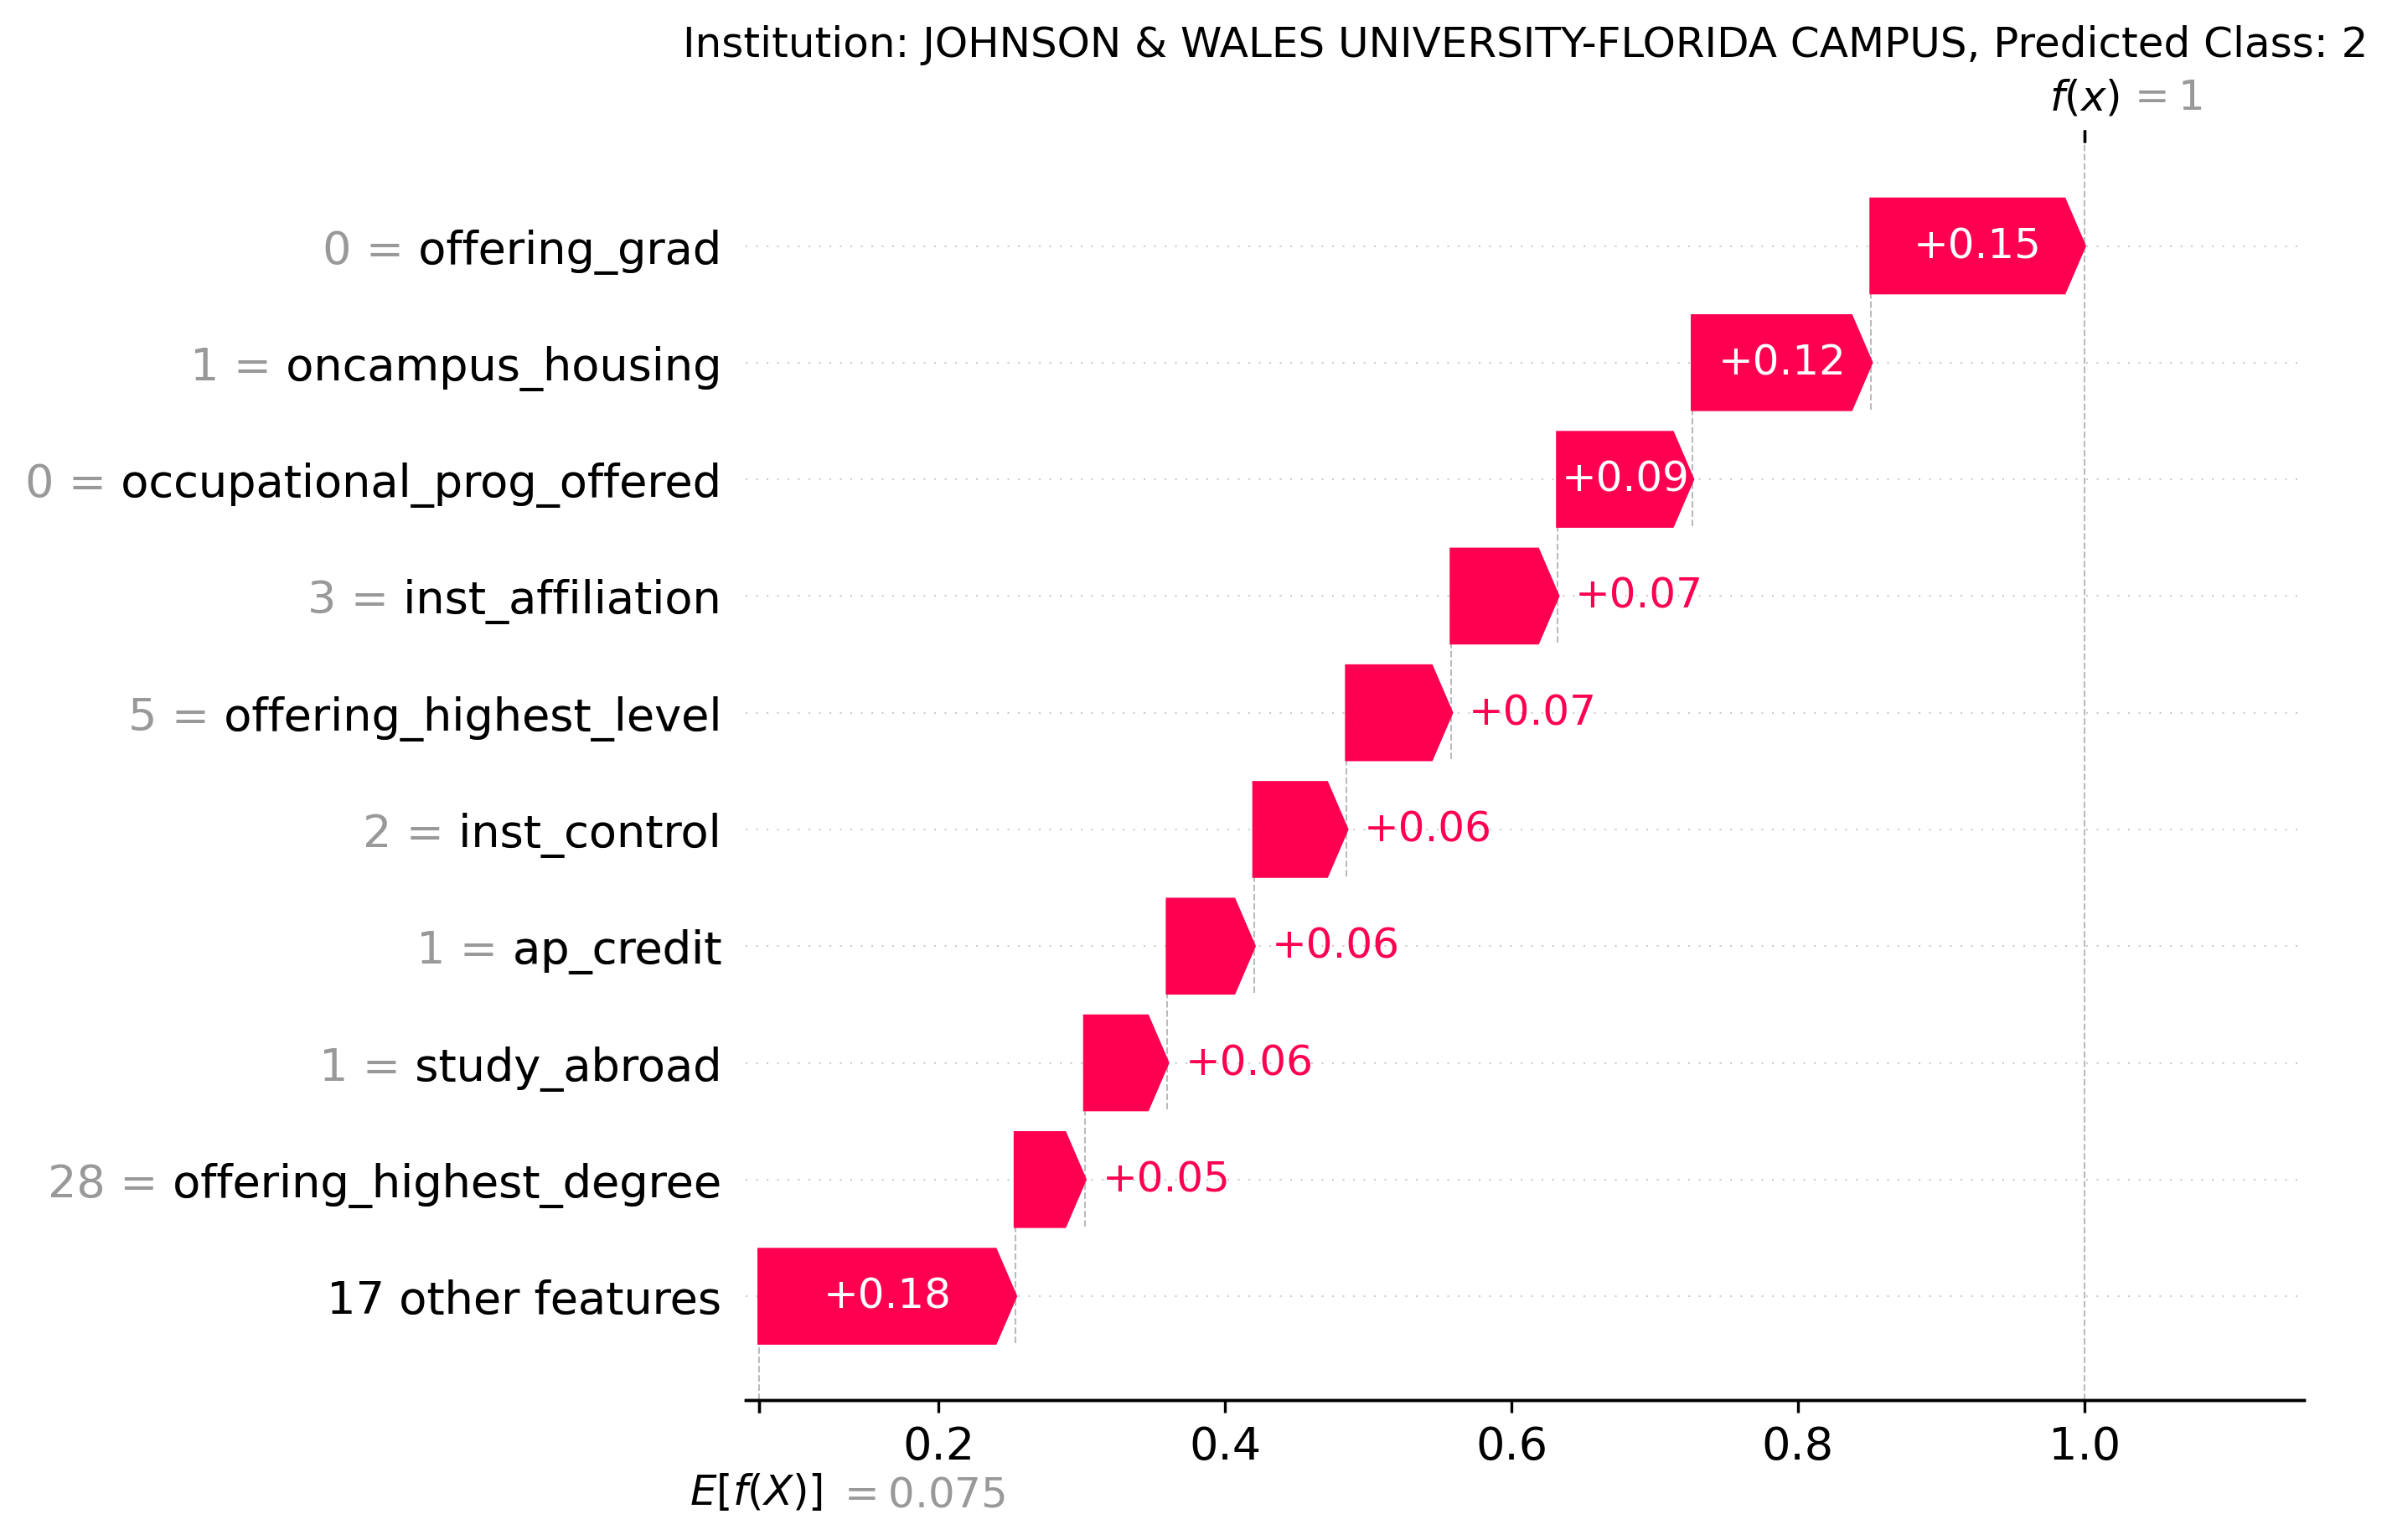 Institution: JOHNSON & WALES UNIVERSITY-FLORIDA CAMPUS, Predicted Class: 2
f(x) = 1
0 = offering_grad +0.15
1 = oncampus_housing +0.12
0 = occupational_prog_offered +0.09
3 = inst_affiliation +0.07
5 = offering_highest_level +0.07
2 = inst_control +0.06
1 = ap_credit +0.06
1 = study_abroad +0.06
28 = offering_highest_degree +0.05
17 other features +0.18
0.2 0.4 0.6 0.8 1.0
E[f(X)] = 0.075